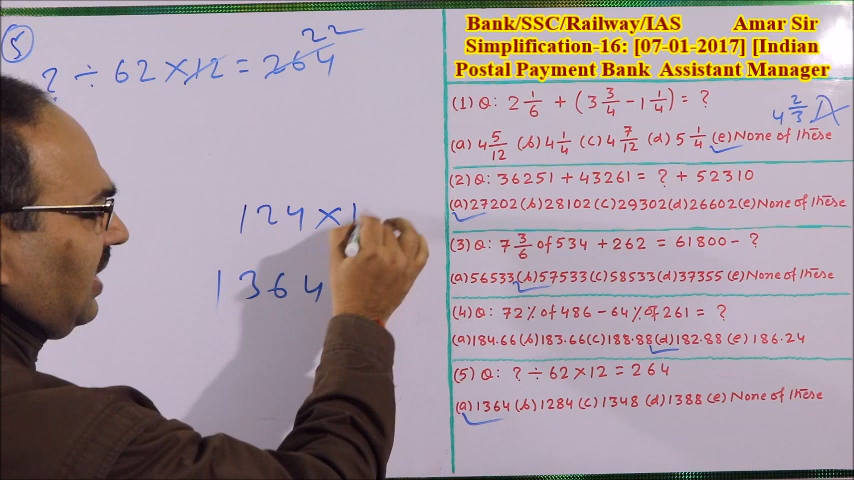 Bank/SSC/Railway/IAS Amar Sir
Simplification-16: [07-01-2017] [Indian
Postal Payment Bank Assistant Manager
5
? ÷ 62 × 12 = 264
22
124 × 1
1364
(1) Q: 2 1/6 + (3 3/4 - 1 1/4) = ?
4 2/3
(a) 4 5/12 (b) 4 1/4 (c) 4 7/12 (d) 5 1/4 (e) None of these
(2) Q: 36251 + 43261 = ? + 52310
(a) 27202 (b) 28102 (c) 29302 (d) 26602 (e) None of these
(3) Q: 7 3/6 of 534 + 262 = 61800 - ?
(a) 56533 (b) 57533 (c) 58533 (d) 37355 (e) None of these
(4) Q: 72% of 486 - 64% of 261 = ?
(a) 184.66 (b) 183.66 (c) 188.88 (d) 182.88 (e) 186.24
(5) Q: ? ÷ 62 × 12 = 264
(a) 1364 (b) 1284 (c) 1348 (d) 1388 (e) None of these